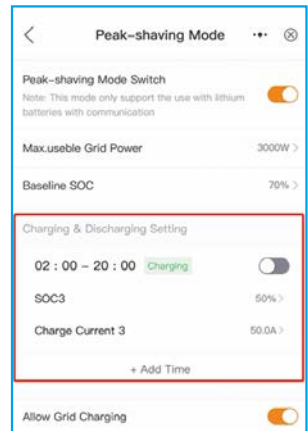 Peak-shaving Mode
Peak-shaving Mode Switch
Note: This mode only support the use with lithium
batteries with communication
Max.useble Grid Power 3000W >
Baseline SOC 70% >
Charging & Discharging Setting
02 : 00 - 20 : 00 Charging
SOC3 50% >
Charge Current 3 50.0A >
+ Add Time
Allow Grid Charging